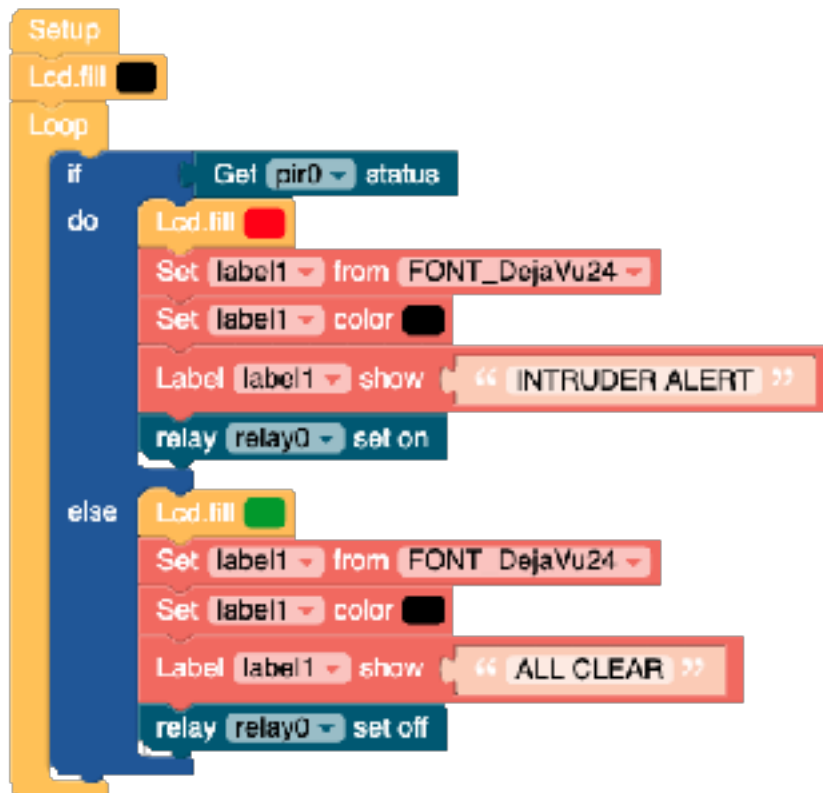 Setup
Lcd.fill
Loop
if Get pir0 status
do Lcd.fill
Set label1 from FONT_DejaVu24
Set label1 color
Label label1 show “ INTRUDER ALERT ”
relay relay0 set on
else Lcd.fill
Set label1 from FONT_DejaVu24
Set label1 color
Label label1 show “ ALL CLEAR ”
relay relay0 set off